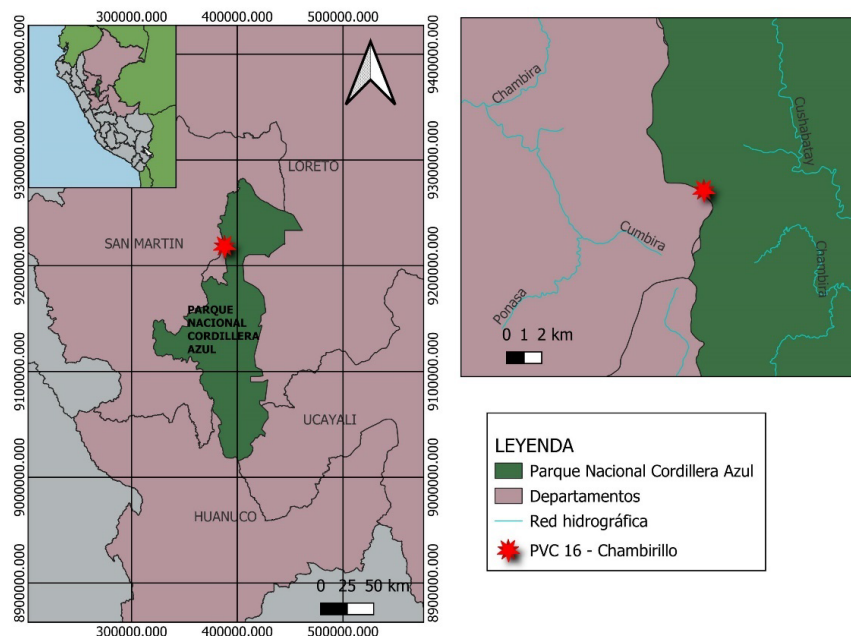 300000.000 400000.000 500000.000
9400000.000
9300000.000
9200000.000
9100000.000
9000000.000
8900000.000
LORETO
SAN MARTIN
PARQUE
NACIONAL
CORDILLERA
AZUL
UCAYALI
HUANUCO
0 25 50 km
9400000.000
9300000.000
9200000.000
9100000.000
9000000.000
8900000.000
300000.000 400000.000 500000.000
Chambira
Cushabatay
Cumbira
Chambira
Ponasa
0 1 2 km
LEYENDA
Parque Nacional Cordillera Azul
Departamentos
Red hidrográfica
PVC 16 - Chambirillo